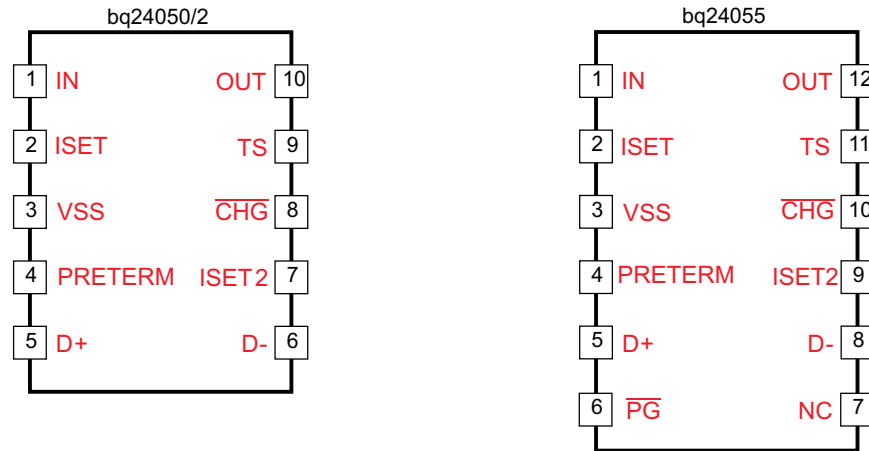 bq24050/2
1 IN OUT 10
2 ISET TS 9
3 VSS CHG 8
4 PRETERM ISET2 7
5 D+ D- 6
bq24055
1 IN OUT 12
2 ISET TS 11
3 VSS CHG 10
4 PRETERM ISET2 9
5 D+ D- 8
6 PG NC 7